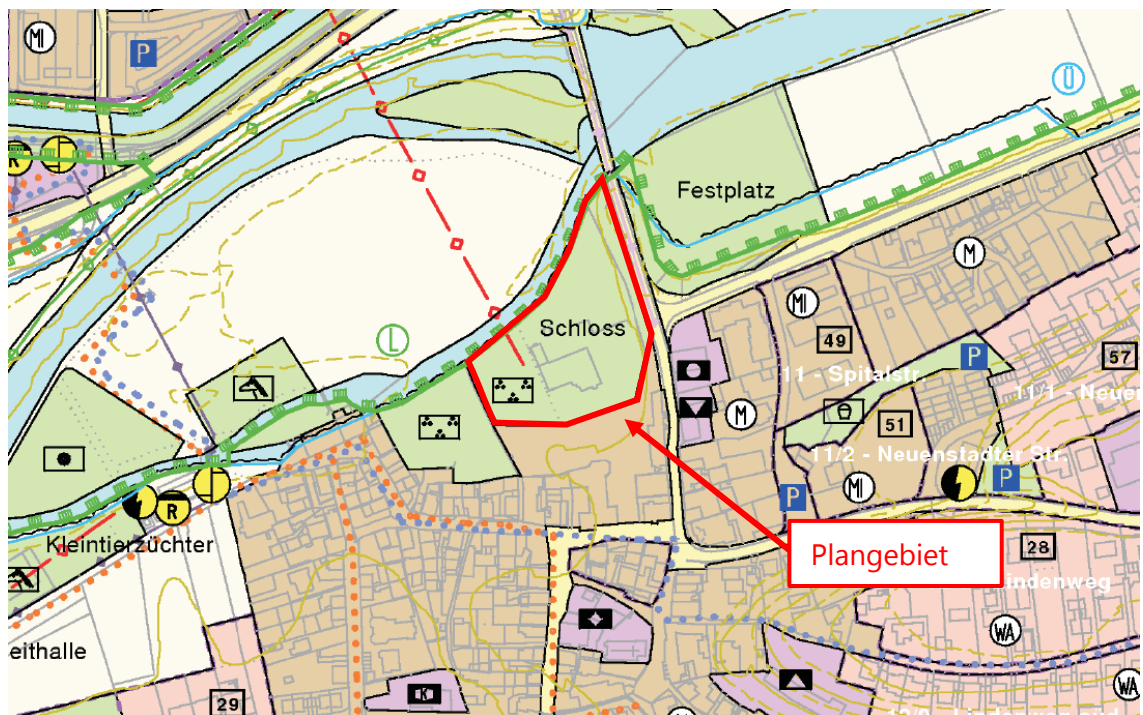 MI
P
Ü
R
Festplatz
M
L
Schloss
MI
49
P
57
11 - Spitalstr.
11/1 - Neuer
M
51
11/2 - Neuenstadter Str.
MI
P
P
R
Kleintierzüchter
Plangebiet
28
indenweg
WA
eithalle
WA
29
K